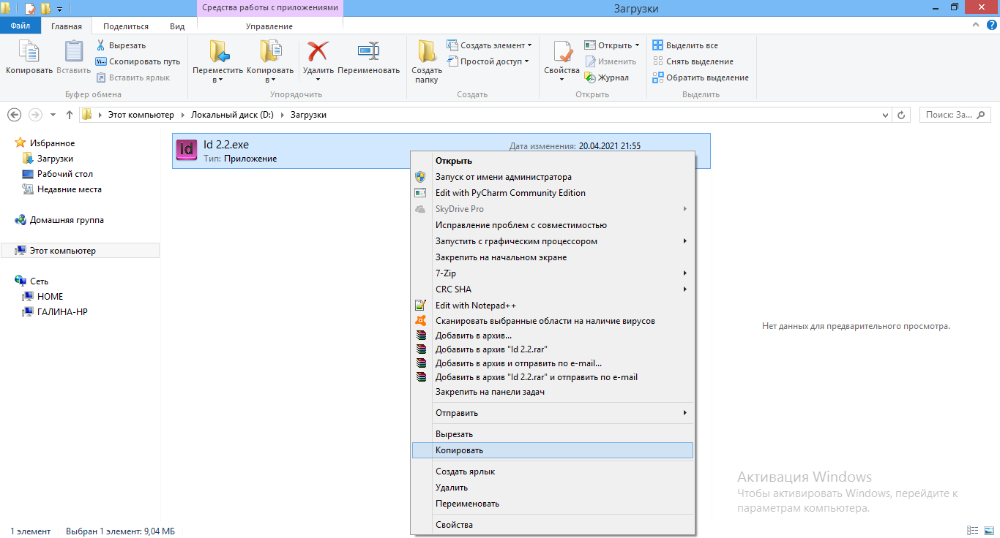 Средства работы с приложениями
Загрузки
Файл
Главная
Поделиться
Вид
Управление
Копировать
Вставить
Вырезать
Скопировать путь
Вставить ярлык
Буфер обмена
Переместить в
Копировать в
Удалить
Переименовать
Упорядочить
Создать папку
Создать элемент
Простой доступ
Создать
Свойства
Открыть
Изменить
Журнал
Открыть
Выделить все
Снять выделение
Обратить выделение
Выделить
Этот компьютер
Локальный диск (D:)
Загрузки
Поиск: За...
Избранное
Загрузки
Рабочий стол
Недавние места
Домашняя группа
Этот компьютер
Сеть
HOME
ГАЛИНА-HP
Id
Id 2.2.exe
Тип: Приложение
Дата изменения: 20.04.2021 21:55
Открыть
Запуск от имени администратора
Edit with PyCharm Community Edition
SkyDrive Pro
Исправление проблем с совместимостью
Запустить с графическим процессором
Закрепить на начальном экране
7-Zip
CRC SHA
Edit with Notepad++
Сканировать выбранные области на наличие вирусов
Добавить в архив...
Добавить в архив "Id 2.2.rar"
Добавить в архив и отправить по e-mail...
Добавить в архив "Id 2.2.rar" и отправить по e-mail
Закрепить на панели задач
Отправить
Вырезать
Копировать
Создать ярлык
Удалить
Переименовать
Свойства
Нет данных для предварительного просмотра.
Активация Windows
Чтобы активировать Windows, перейдите к
параметрам компьютера.
1 элемент
Выбран 1 элемент: 9,04 МБ